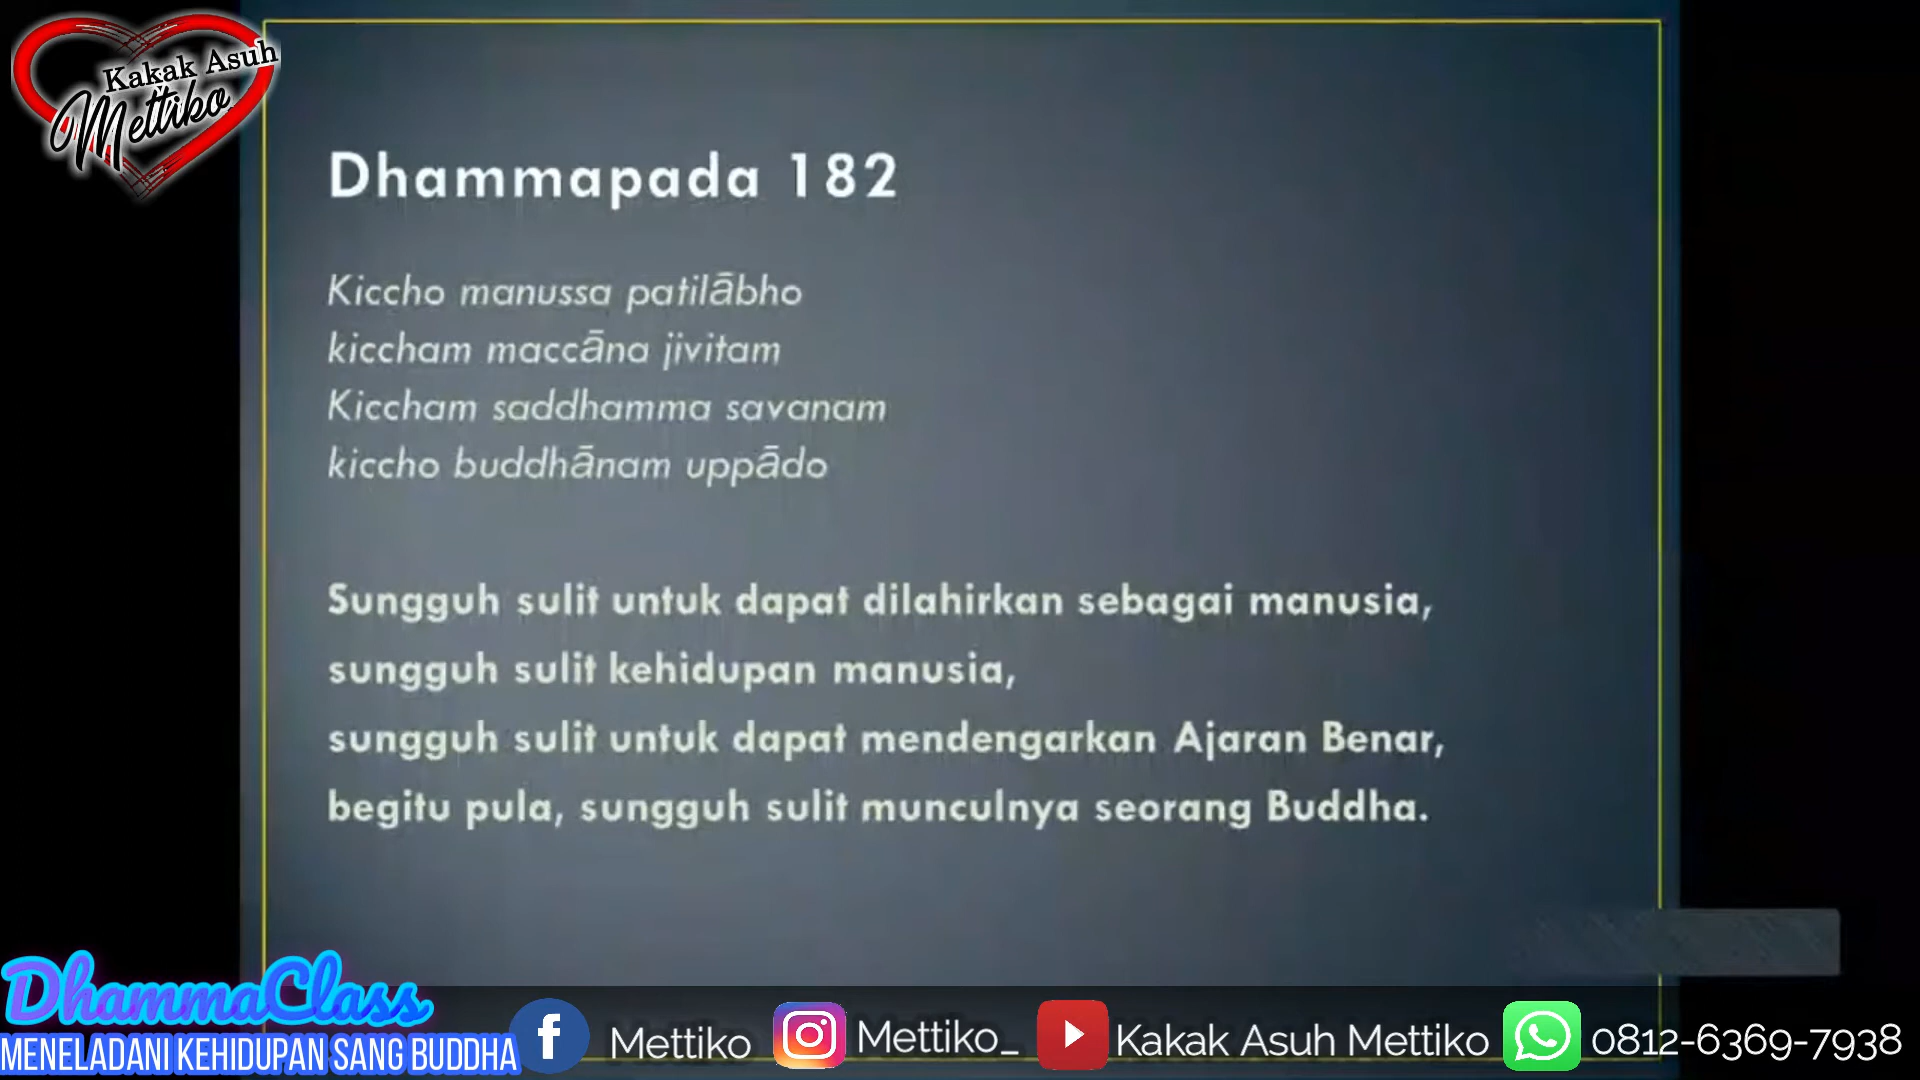 Kakak Asuh
Mettiko
Dhammapada 182
Kiccho manussa patilābho
kiccham maccāna jivitam
Kiccham saddhamma savanam
kiccho buddhānam uppādo
Sungguh sulit untuk dapat dilahirkan sebagai manusia,
sungguh sulit kehidupan manusia,
sungguh sulit untuk dapat mendengarkan Ajaran Benar,
begitu pula, sungguh sulit munculnya seorang Buddha.
DhammaClass
MENELADANI KEHIDUPAN SANG BUDDHA
Mettiko
Mettiko_
Kakak Asuh Mettiko
0812-6369-7938